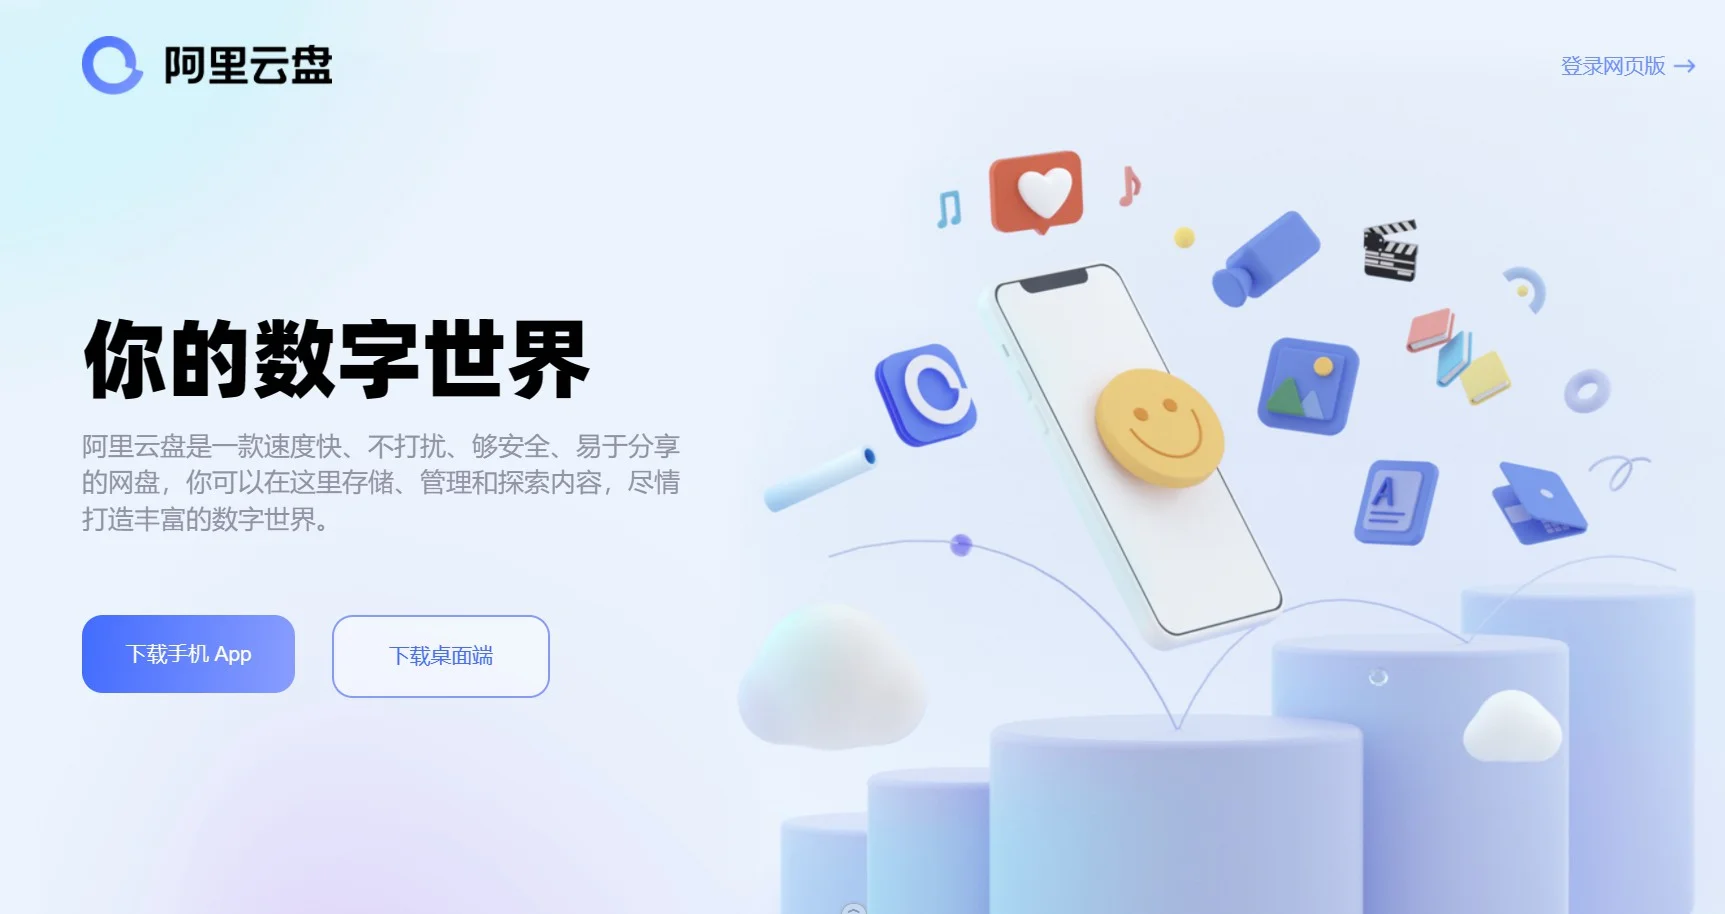 阿里云盘
登录网页版 →
你的数字世界
阿里云盘是一款速度快、不打扰、够安全、易于分享
的网盘，你可以在这里存储、管理和探索内容，尽情
打造丰富的数字世界。
下载手机 App
下载桌面端
A